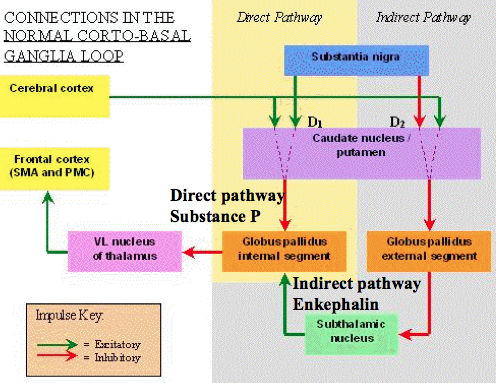 CONNECTIONS IN THE
NORMAL CORTO-BASAL
GANGLIA LOOP
Direct Pathway
Indirect Pathway
Substantia nigra
Cerebral cortex
D1
D2
Caudate nucleus /
putamen
Frontal cortex
(SMA and PMC)
Direct pathway
Substance P
VL nucleus
of thalamus
Globus pallidus
internal segment
Globus pallidus
external segment
Indirect pathway
Enkephalin
Subthalamic
nucleus
Impulse Key:
= Excitatory
= Inhibitory